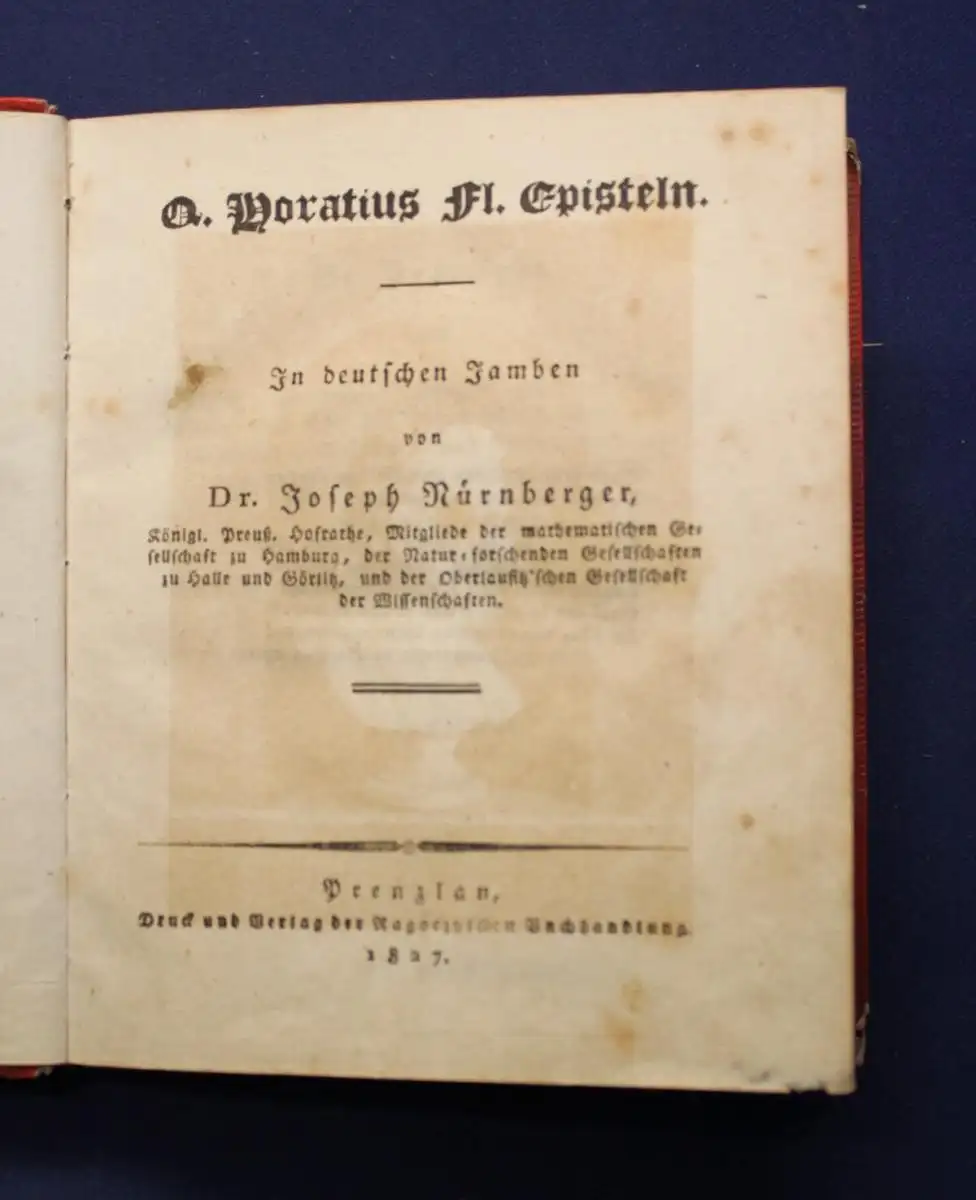 Q. Horatius Fl. Episteln.
In deutschen Jamben
von
Dr. Joseph Nürnberger,
Königl. Preuß. Hofrathe, Mitgliede der mathematischen Ge-
sellschaft zu Hamburg, der Natur-forschenden Gesellschaften
zu Halle und Görlitz, und der Oberlausitz'schen Gesellschaft
der Wissenschaften.
Prenzlau,
Druck und Verlag der Ragoczyschen Buchhandlung.
1827.